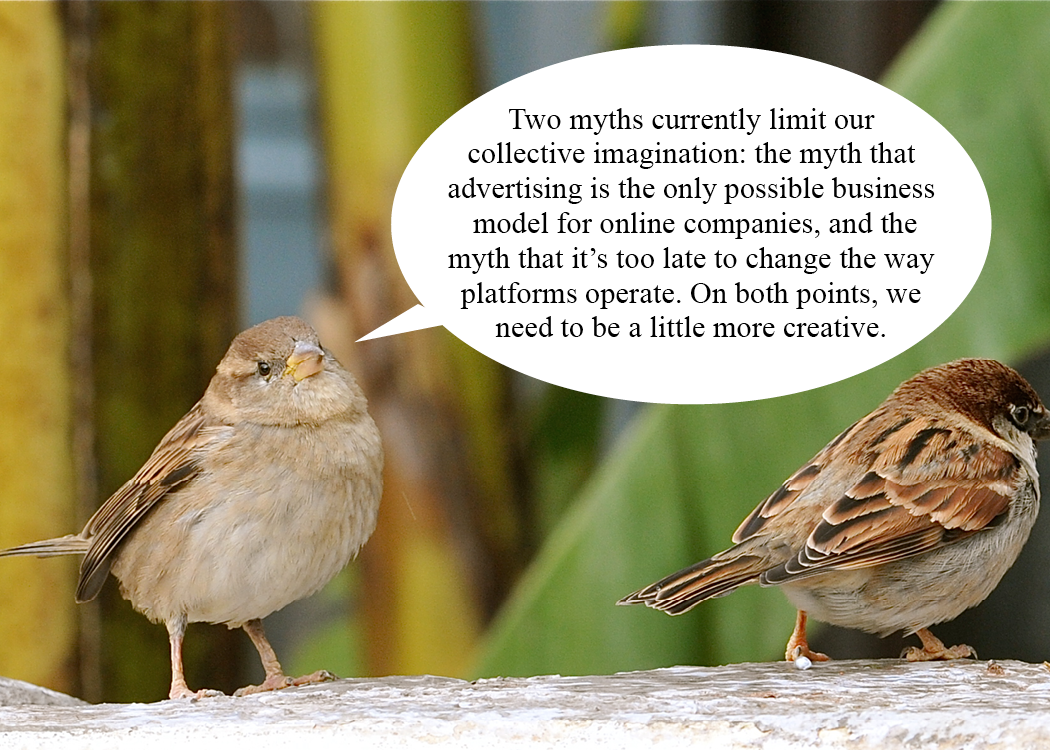 Two myths currently limit our
collective imagination: the myth that
advertising is the only possible business
model for online companies, and the
myth that it’s too late to change the way
platforms operate. On both points, we
need to be a little more creative.